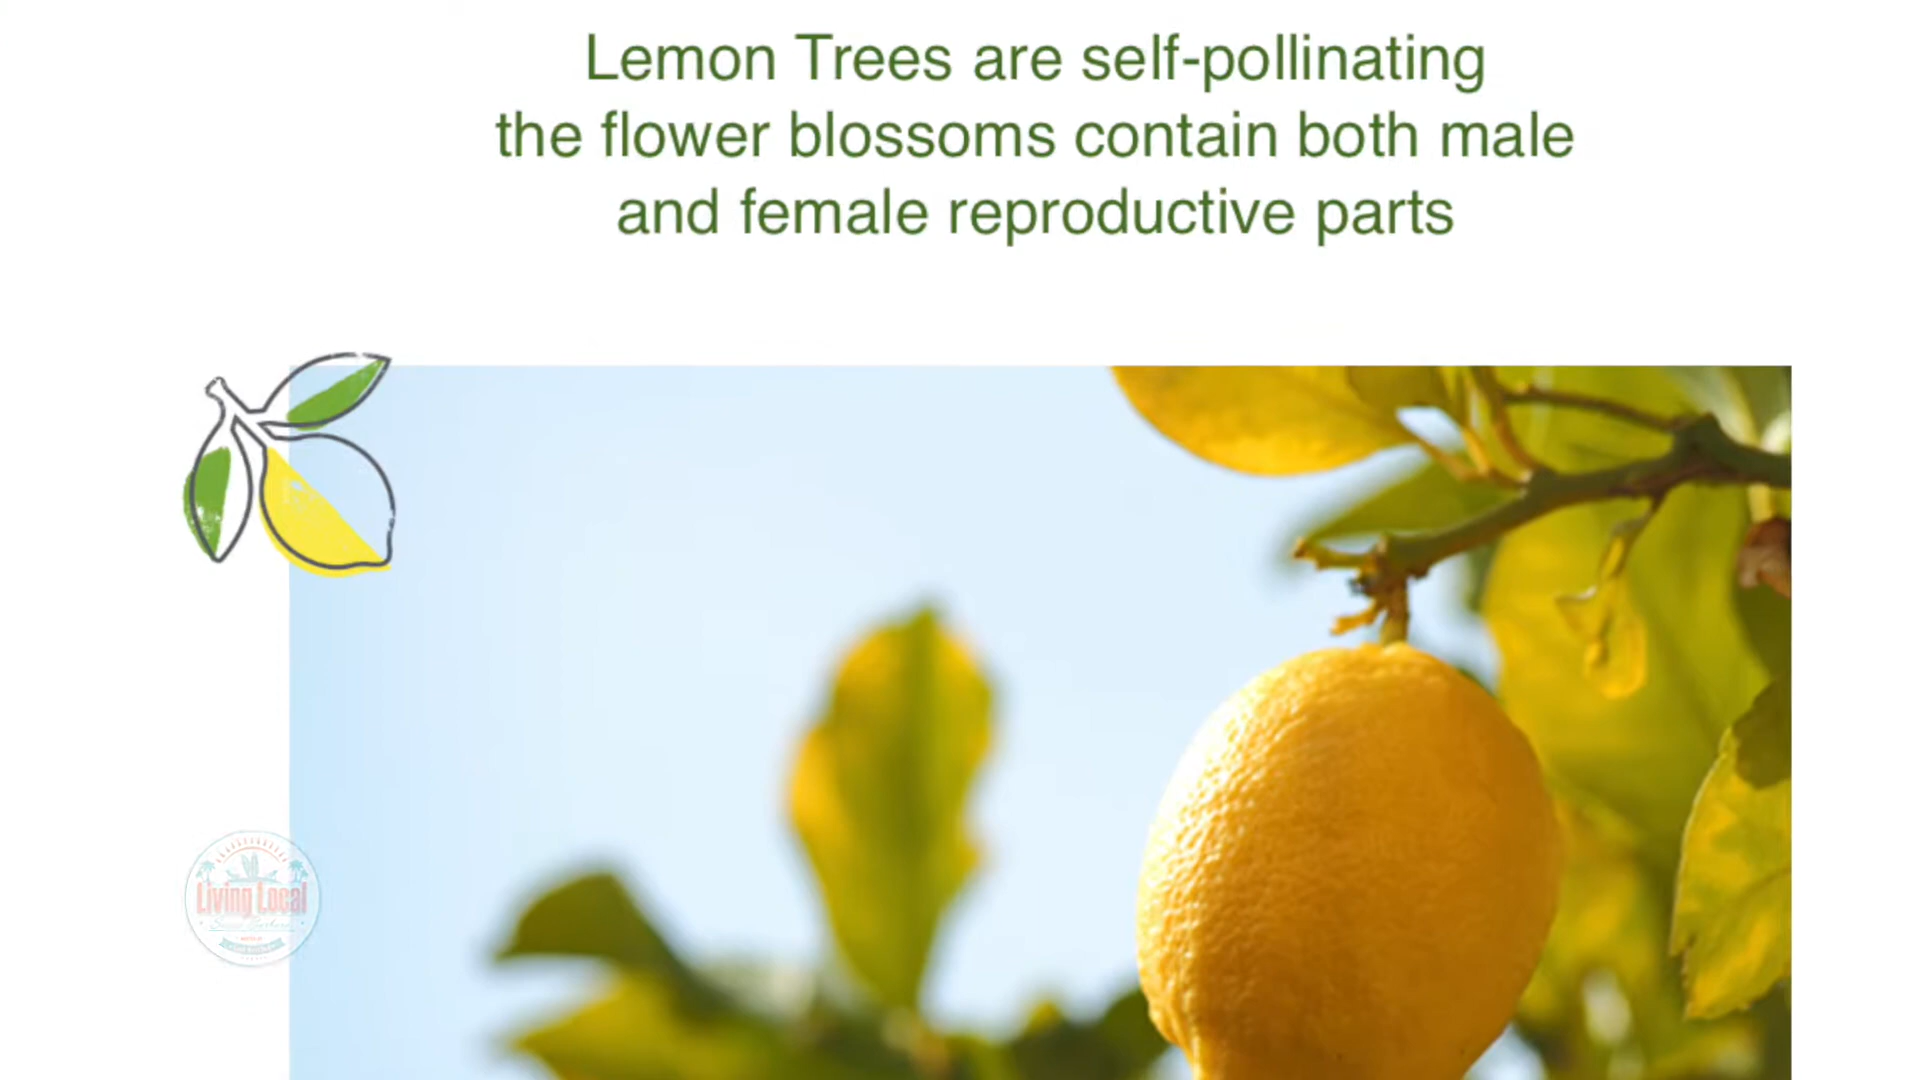 Lemon Trees are self-pollinating
the flower blossoms contain both male
and female reproductive parts
Living Local